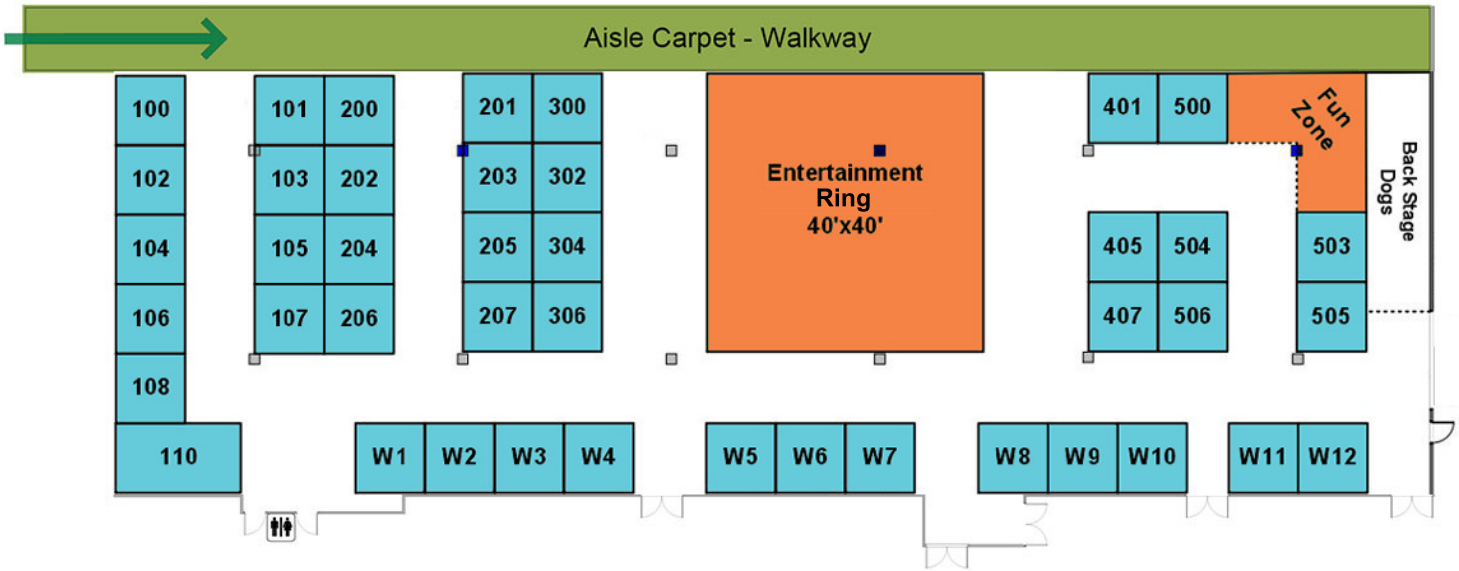 Aisle Carpet - Walkway
100
101 200
201 300
401 500
Fun
Zone
102
103 202
203 302
Entertainment
Ring
40'x40'
Back Stage
Dogs
104
105 204
205 304
405 504
503
106
107 206
207 306
407 506
505
108
110
W1 W2 W3 W4
W5 W6 W7
W8 W9 W10
W11 W12